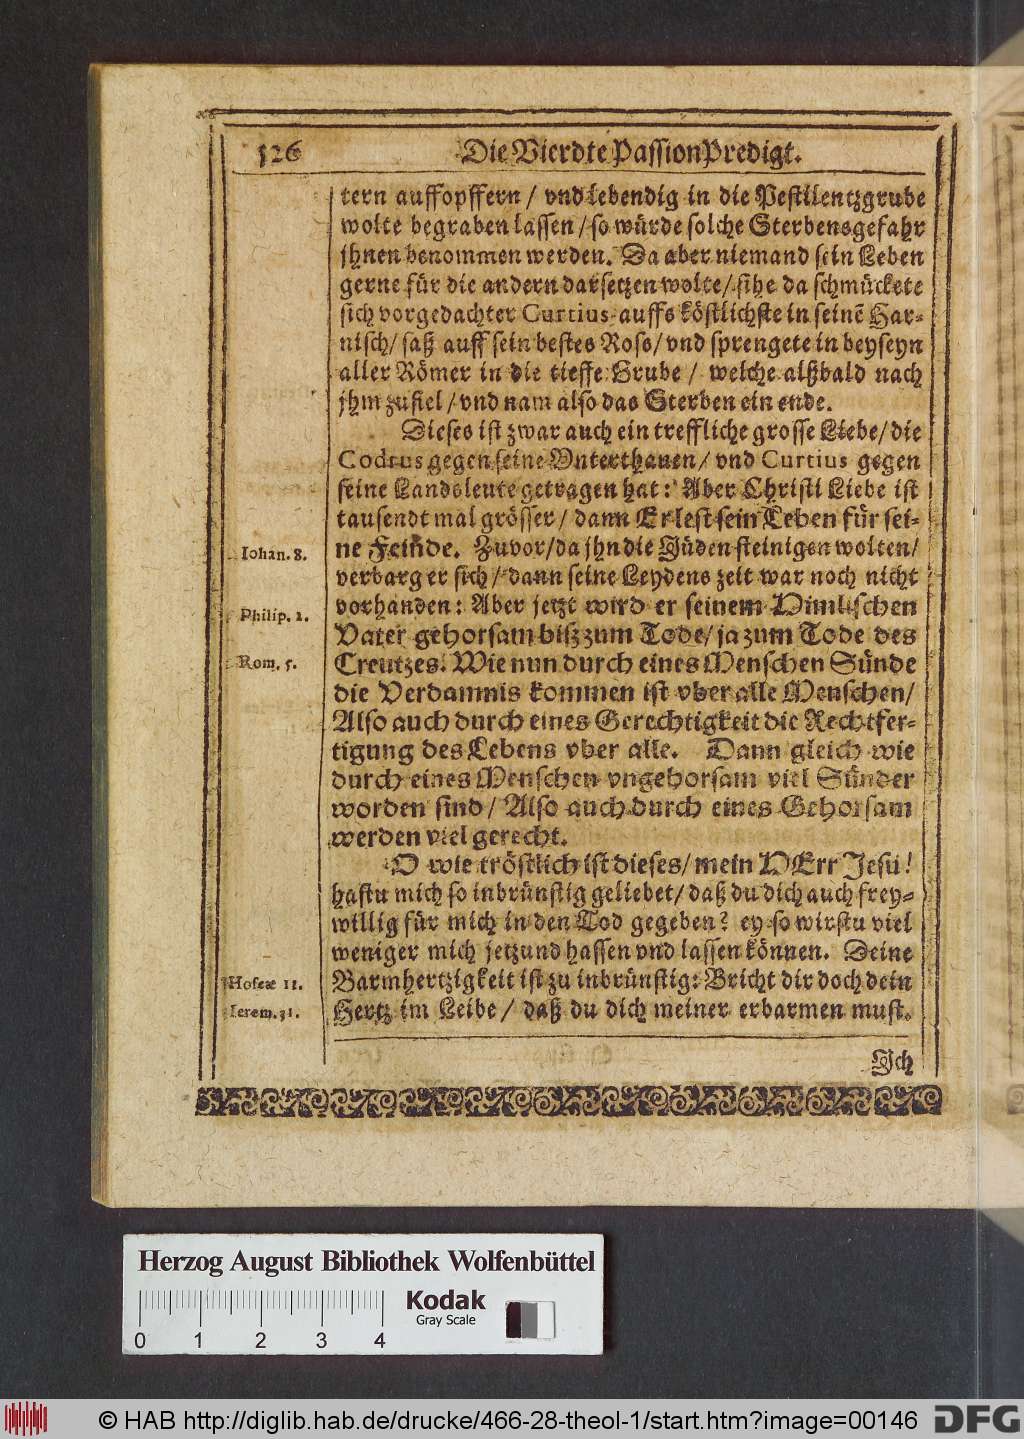 126 Die Vierdte PassionPredigt.
tern auffopffern / vnd lebendig in die Pestilentzgrube
wolte begraben lassen / so würde solche Sterbensgefahr
jhnen benommen werden. Da aber niemand sein Leben
gerne für die andern darsetzen wolte / sihe da schmückete
sich vorgedachter Curtius auffs köstlichste in seinẽ Har-
nisch / saß auff sein bestes Ross / vnd sprengete in beyseyn
aller Römer in die tieffe Grube / welche alßbald nach
jhm zufiel / vnd nam also das Sterben ein ende.
Dieses ist zwar auch ein treffliche grosse Liebe / die
Codrus gegen seine Vnterthanen / vnd Curtius gegen
seine Landsleute getragen hat: Aber Christi Liebe ist
tausendt mal grösser / dann Er lest sein Leben für sei-
ne Feinde. Zuvor / da jhn die Jüden steinigen wolten /
Iohan. 8.
verbarg er sich / dann seine Leydens zeit war noch nicht
vorhanden: Aber jetzt wird er seinem Himlischen
Philip. 2.
Vater gehorsam biß zum Tode / ja zum Tode des
Creutzes. Wie nun durch eines Menschen Sünde
Rom. 5.
die Verdamnis kommen ist vber alle Menschen /
Also auch durch eines Gerechtigkeit die Rechtfer-
tigung des Lebens vber alle. Dann gleich wie
durch eines Menschen vngehorsam viel Sünder
worden sind / Also auch durch eines Gehorsam
werden viel gerecht.
O wie tröstlich ist dieses / mein HErr Jesu!
hastu mich so inbrünstig geliebet / daß du dich auch frey-
willig für mich in den Tod gegeben? ey so wirstu viel
weniger mich jetzund hassen vnd lassen können. Deine
Barmhertzigkeit ist zu inbrünstig: Bricht dir doch dein
Hoseæ 11.
Hertz im Leibe / daß du dich meiner erbarmen must.
Ierem. 31.
Jch
Herzog August Bibliothek Wolfenbüttel
Kodak
Gray Scale
0 1 2 3 4
© HAB http://diglib.hab.de/drucke/466-28-theol-1/start.htm?image=00146
DFG